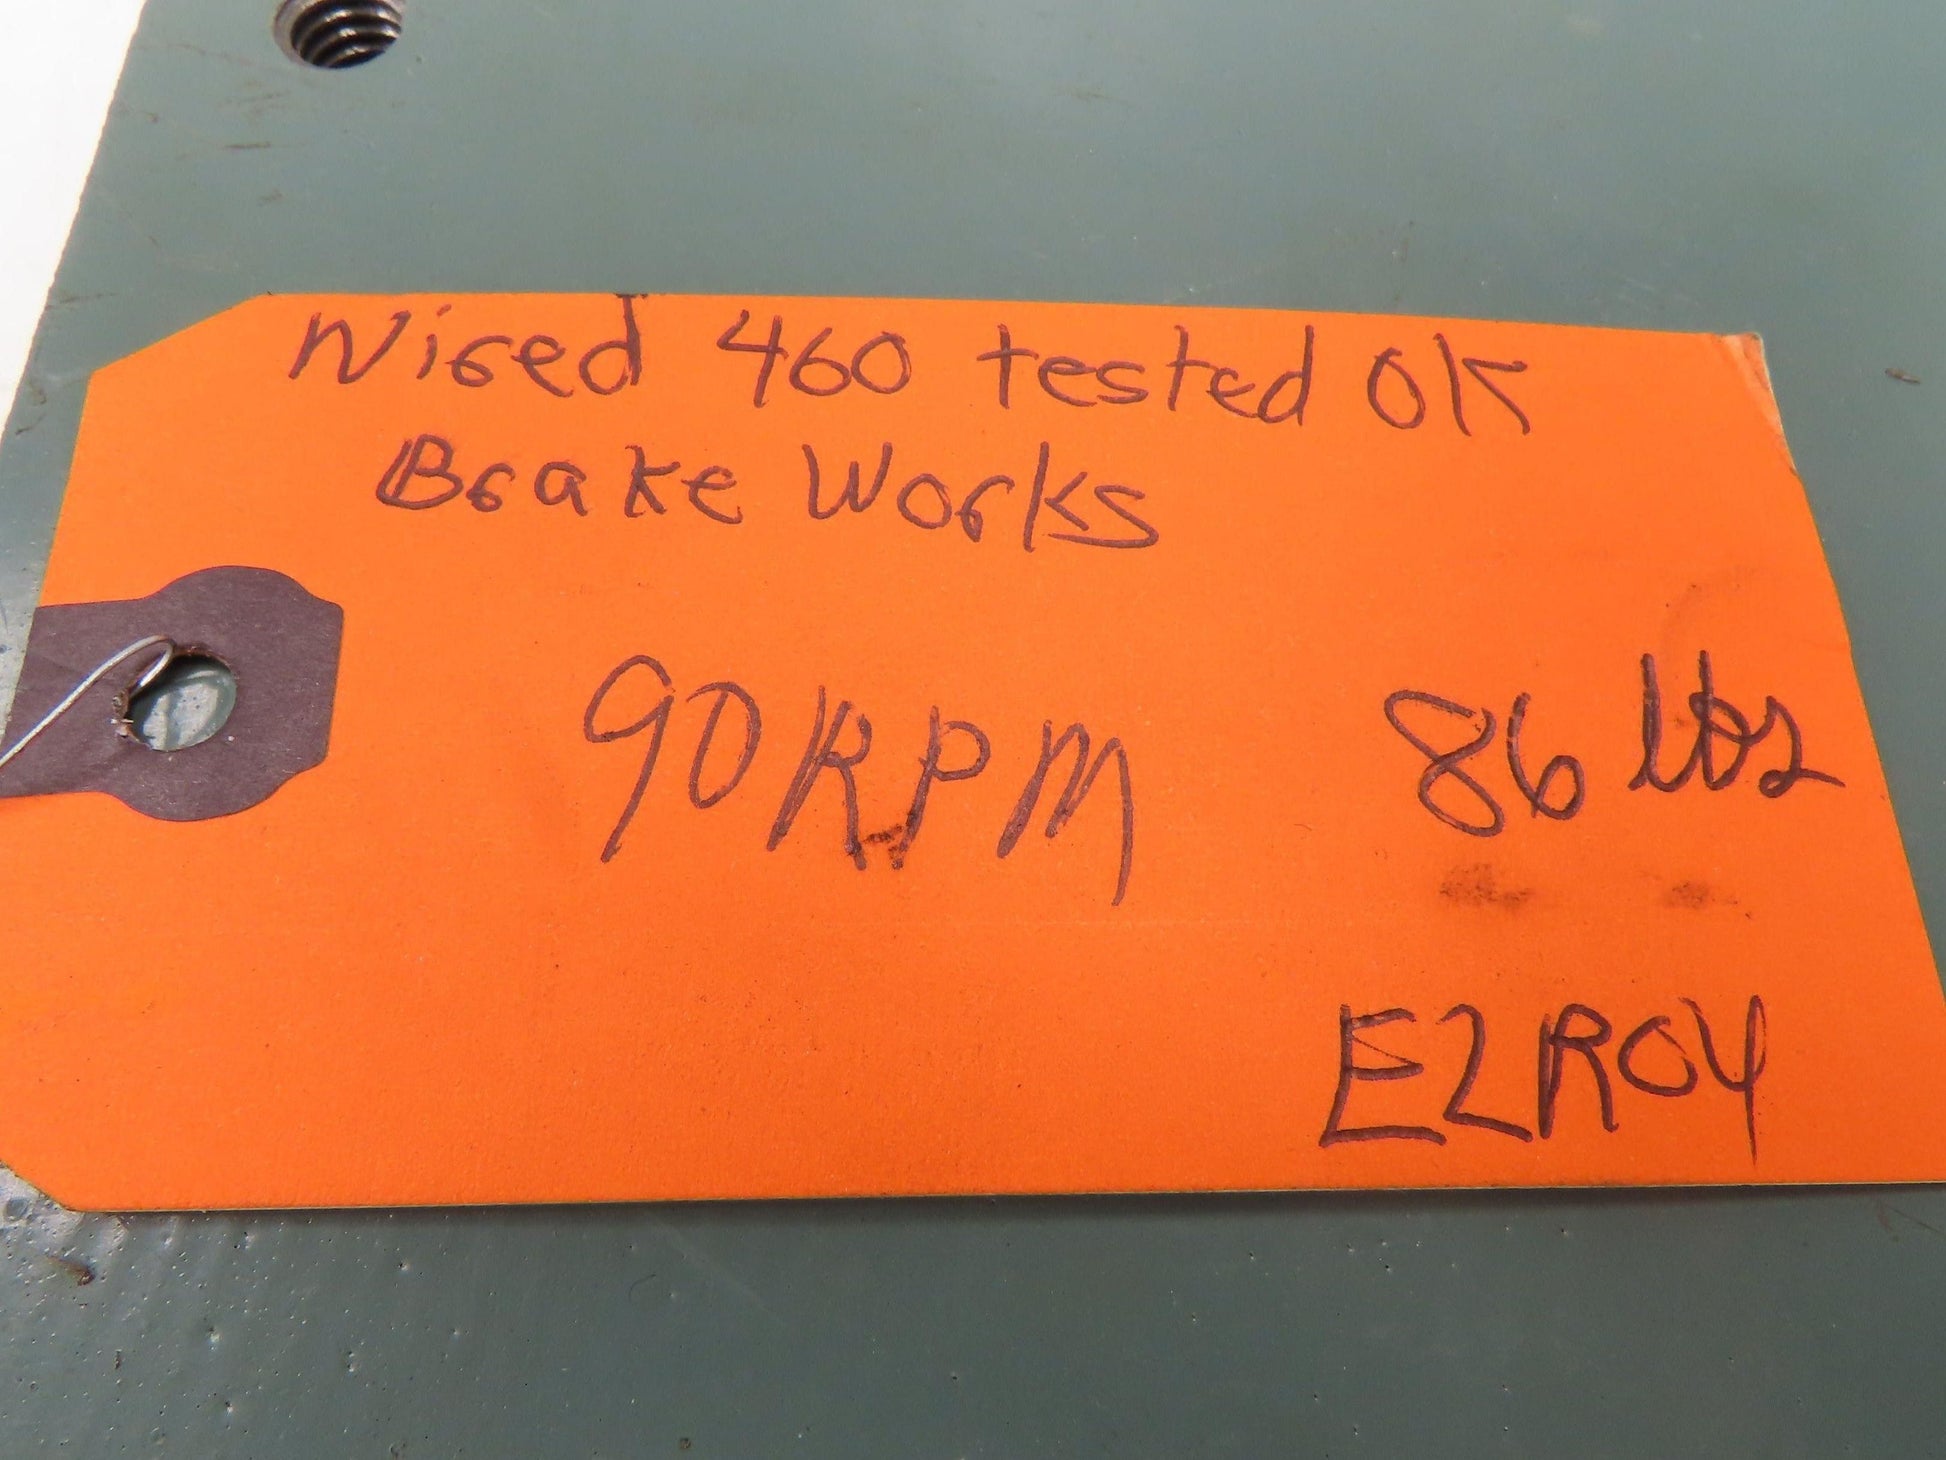 Wired 460 tested OK
Brake Works
90RPM 86 lbs
E2R04